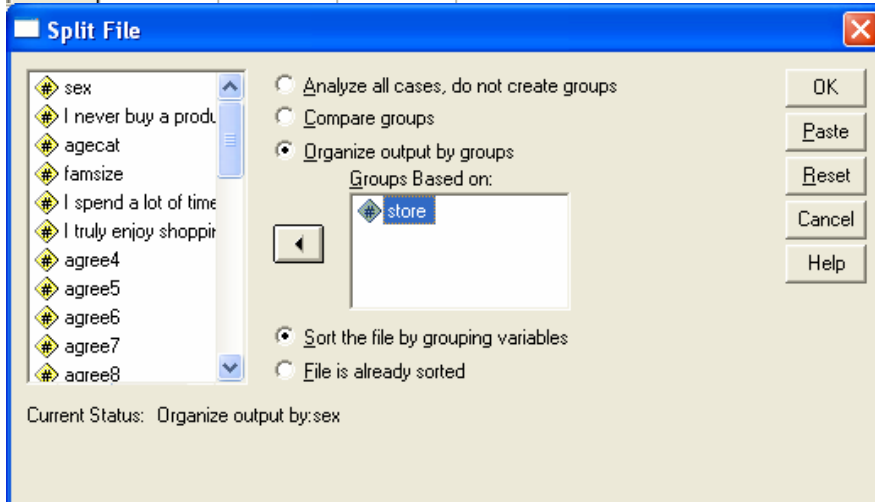 Split File
sex
I never buy a produ
agecat
famsize
I spend a lot of time
I truly enjoy shoppin
agree4
agree5
agree6
agree7
agree8
Analyze all cases, do not create groups
Compare groups
Organize output by groups
Groups Based on:
store
Sort the file by grouping variables
File is already sorted
OK
Paste
Reset
Cancel
Help
Current Status: Organize output by:sex